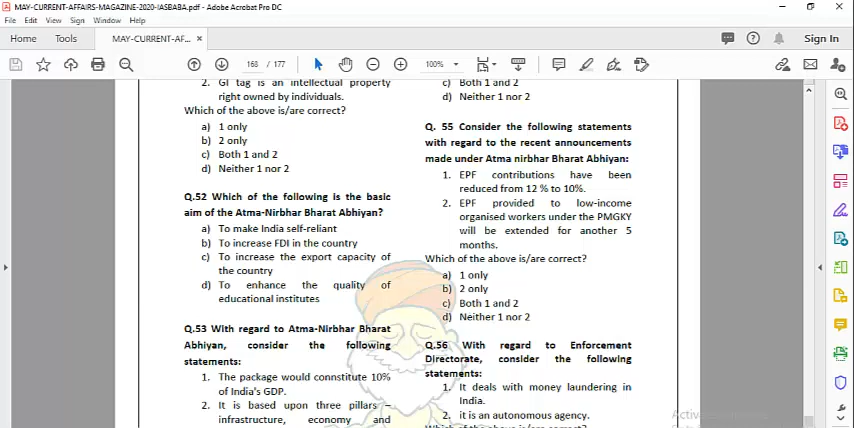 MAY-CURRENT-AFFAIRS-MAGAZINE-2020-IASBABA.pdf - Adobe Acrobat Pro DC
File Edit View Sign Window Help
Home Tools MAY-CURRENT-AF... × Sign In
168 / 177 100%
2. GI tag is an intellectual property
right owned by individuals.
Which of the above is/are correct?
a) 1 only
b) 2 only
c) Both 1 and 2
d) Neither 1 nor 2
Q.52 Which of the following is the basic
aim of the Atma-Nirbhar Bharat Abhiyan?
a) To make India self-reliant
b) To increase FDI in the country
c) To increase the export capacity of
the country
d) To enhance the quality of
educational institutes
Q.53 With regard to Atma-Nirbhar Bharat
Abhiyan, consider the following
statements:
1. The package would connstitute 10%
of India's GDP.
2. It is based upon three pillars –
infrastructure, economy and
c) Both 1 and 2
d) Neither 1 nor 2
Q. 55 Consider the following statements
with regard to the recent announcements
made under Atma nirbhar Bharat Abhiyan:
1. EPF contributions have been
reduced from 12 % to 10%.
2. EPF provided to low-income
organised workers under the PMGKY
will be extended for another 5
months.
Which of the above is/are correct?
a) 1 only
b) 2 only
c) Both 1 and 2
d) Neither 1 nor 2
Q.56 With regard to Enforcement
Directorate, consider the following
statements:
1. It deals with money laundering in
India.
2. it is an autonomous agency.
Which of the above is/are correct?